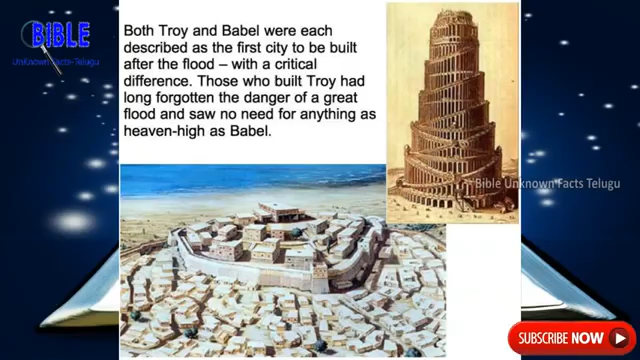 BIBLE
UnKnown Facts-Telugu
Both Troy and Babel were each
described as the first city to be built
after the flood – with a critical
difference. Those who built Troy had
long forgotten the danger of a great
flood and saw no need for anything as
heaven-high as Babel.
Bible Unknown Facts Telugu
SUBSCRIBE NOW